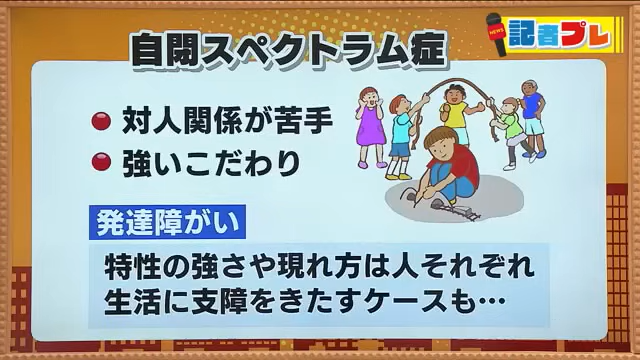 NEWS
記者プレ
自閉スペクトラム症
対人関係が苦手
強いこだわり
発達障がい
特性の強さや現れ方は人それぞれ
生活に支障をきたすケースも…